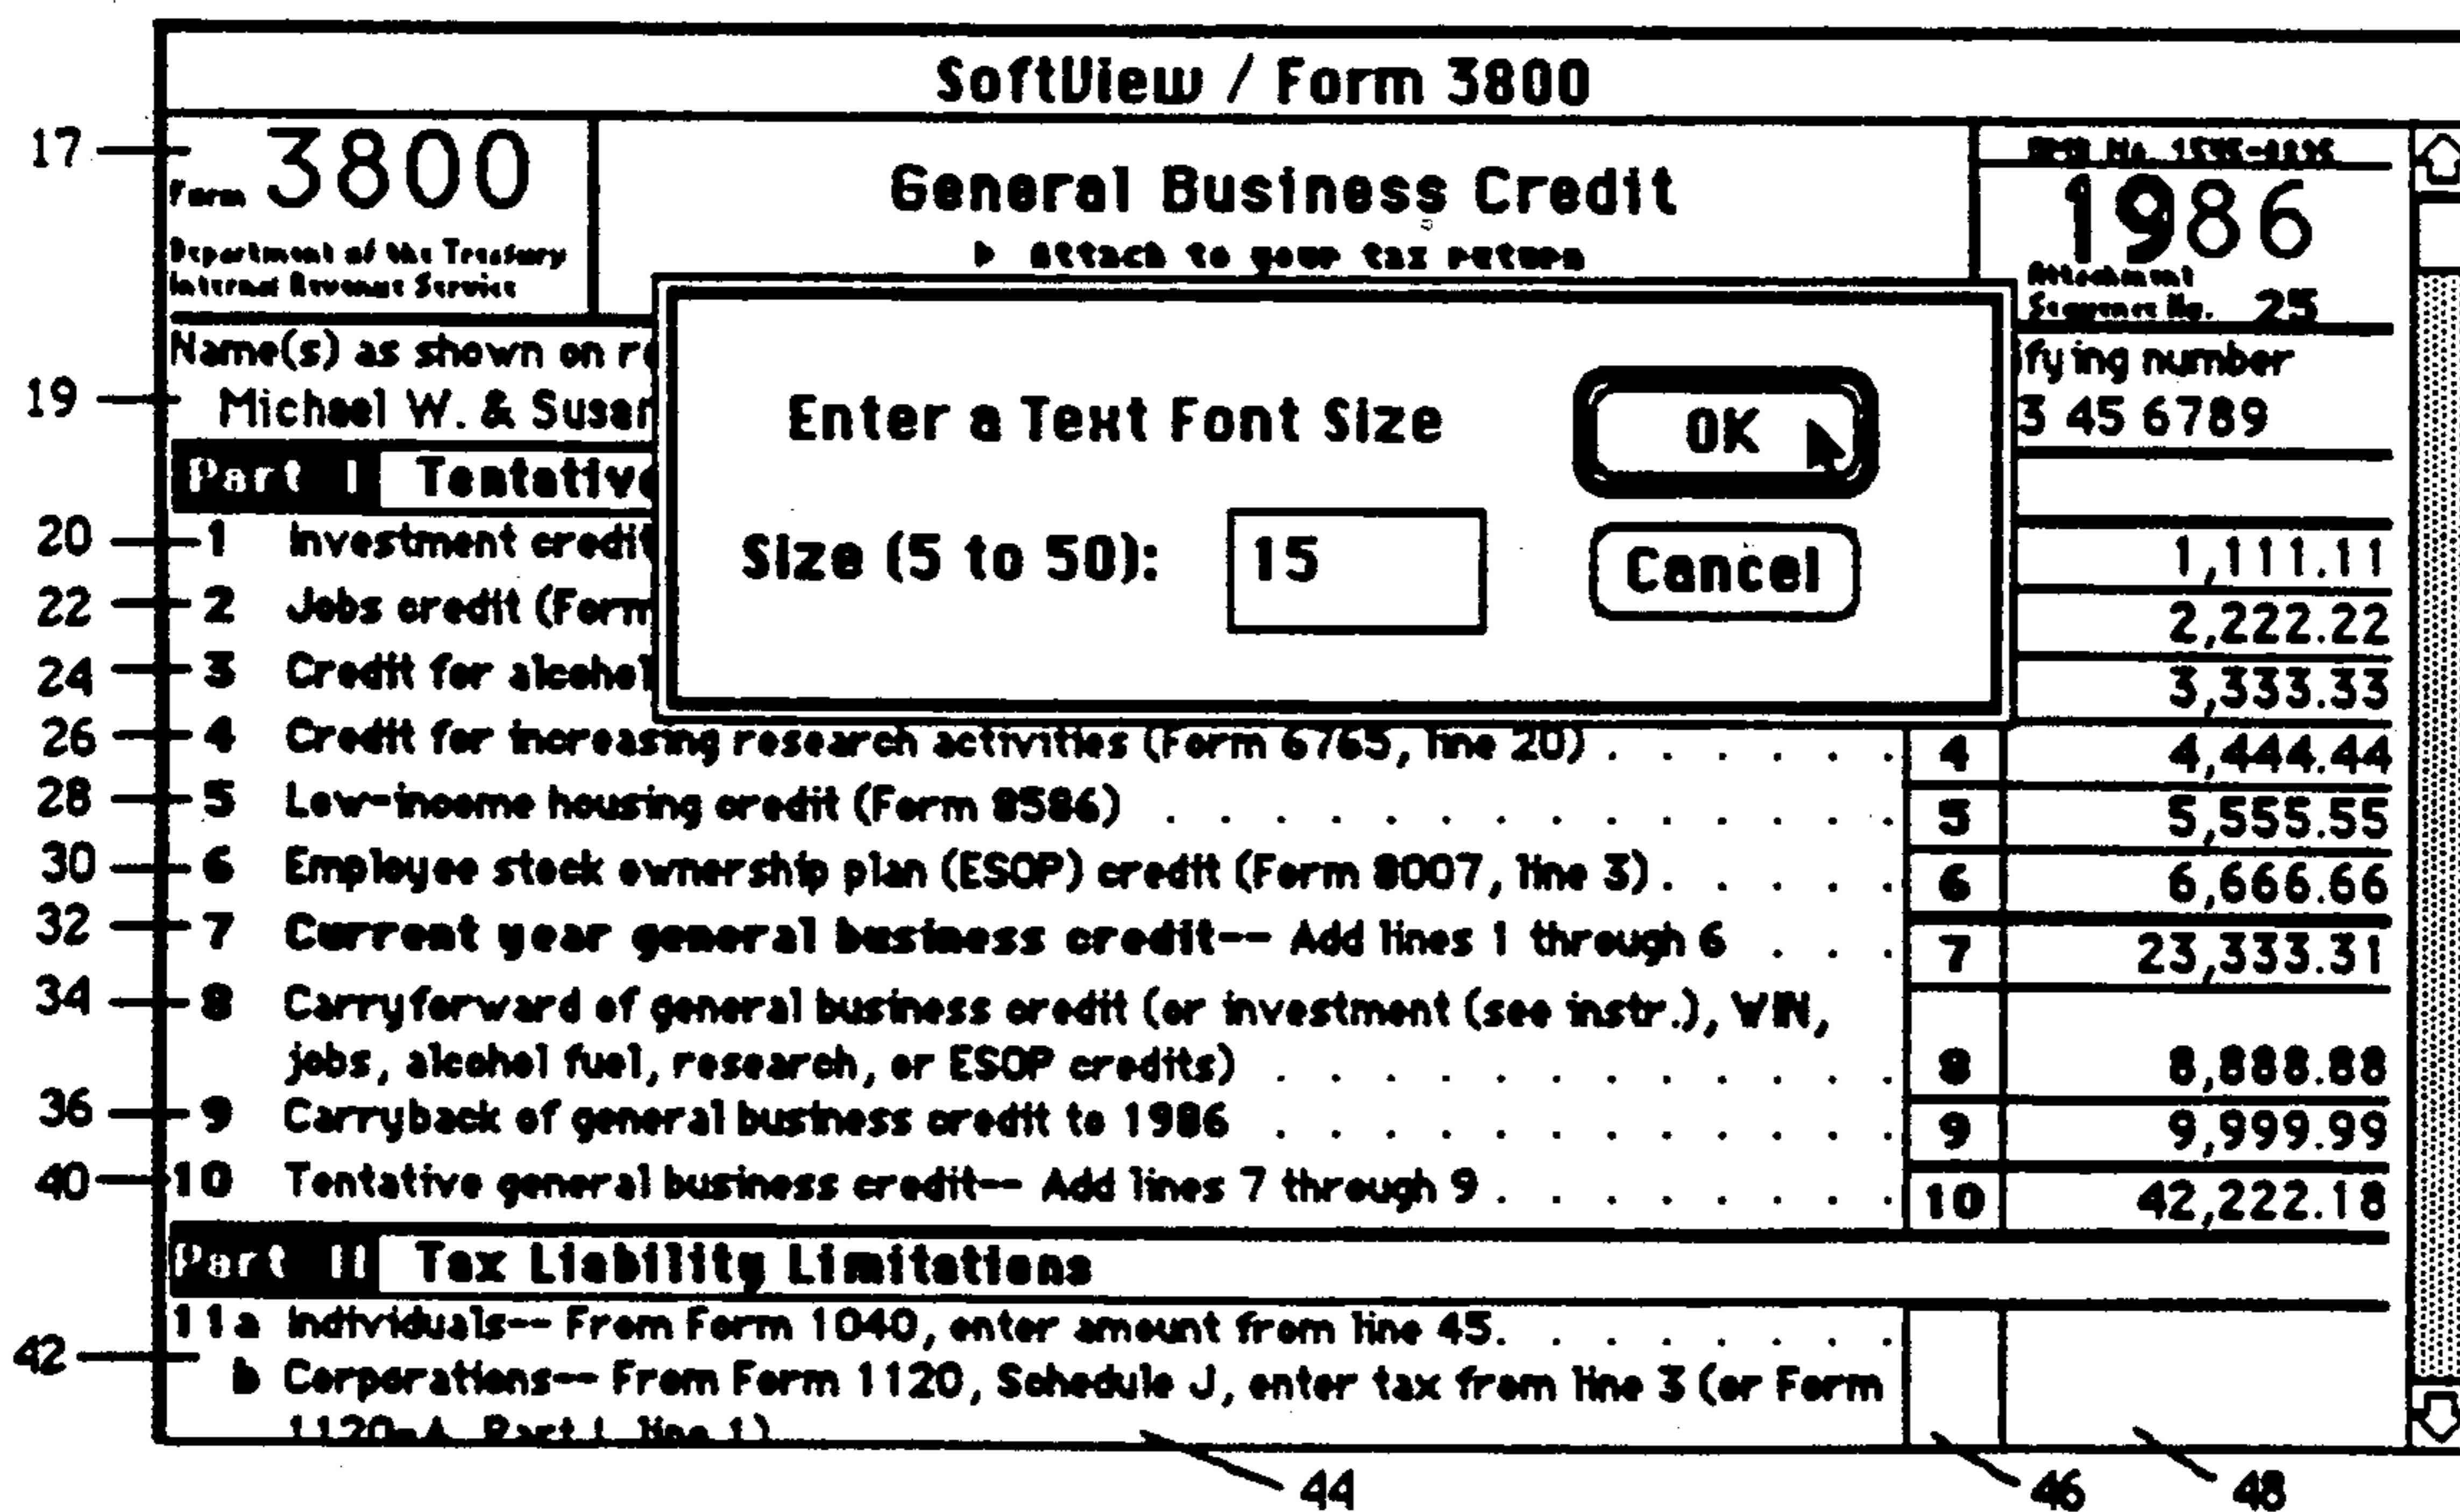 SoftView / Form 3800
17
Form 3800
General Business Credit
OMB No. 1545-0895
1986
Department of the Treasury
Internal Revenue Service
▶ Attach to your tax return
Attachment
Sequence No. 25
Name(s) as shown on re
ifying number
19
Michael W. & Susan
3 45 6789
Part I Tentative
Enter a Text Font Size
OK
Size (5 to 50): 15
Cancel
20 1 Investment credit 1,111.11
22 2 Jobs credit (Form 2,222.22
24 3 Credit for alcohol 3,333.33
26 4 Credit for increasing research activities (Form 6765, line 20) . . . . . . 4 4,444.44
28 5 Low-income housing credit (Form 8586) . . . . . . . . . . . . . . 5 5,555.55
30 6 Employee stock ownership plan (ESOP) credit (Form 8007, line 3) . . . . . 6 6,666.66
32 7 Current year general business credit-- Add lines 1 through 6 . . . 7 23,333.31
34 8 Carryforward of general business credit (or investment (see instr.), WIN,
jobs, alcohol fuel, research, or ESOP credits) . . . . . . . . . . . . 8 8,888.88
36 9 Carryback of general business credit to 1986 . . . . . . . . . . . . 9 9,999.99
40 10 Tentative general business credit-- Add lines 7 through 9 . . . . . . . . 10 42,222.18
Part II Tax Liability Limitations
11a Individuals-- From Form 1040, enter amount from line 45. . . . . . . .
42
b Corporations-- From Form 1120, Schedule J, enter tax from line 3 (or Form
1120-A, Part I, line 1)
44 46 48